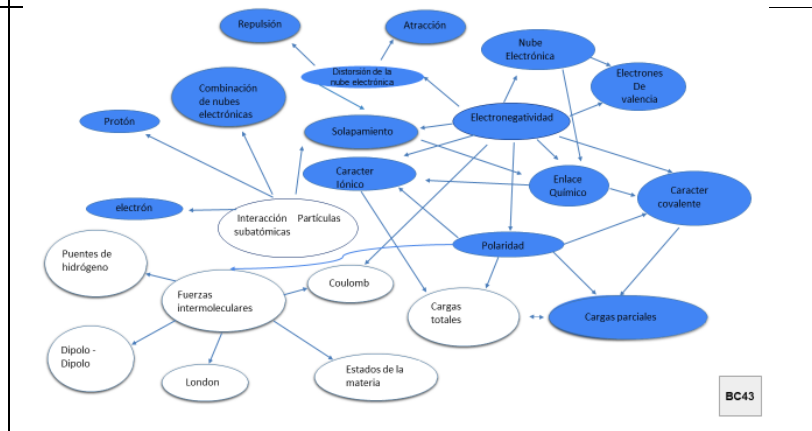 Repulsión
Atracción
Nube
Electrónica
Distorsión de la
nube electrónica
Electrones
De
valencia
Combinación
de nubes
electrónicas
Protón
Solapamiento
Electronegatividad
Caracter
Iónico
Enlace
Químico
Caracter
covalente
electrón
Interacción Partículas
subatómicas
Polaridad
Puentes de
hidrógeno
Fuerzas
intermoleculares
Coulomb
Cargas
totales
Cargas parciales
Dipolo -
Dipolo
London
Estados de la
materia
BC43